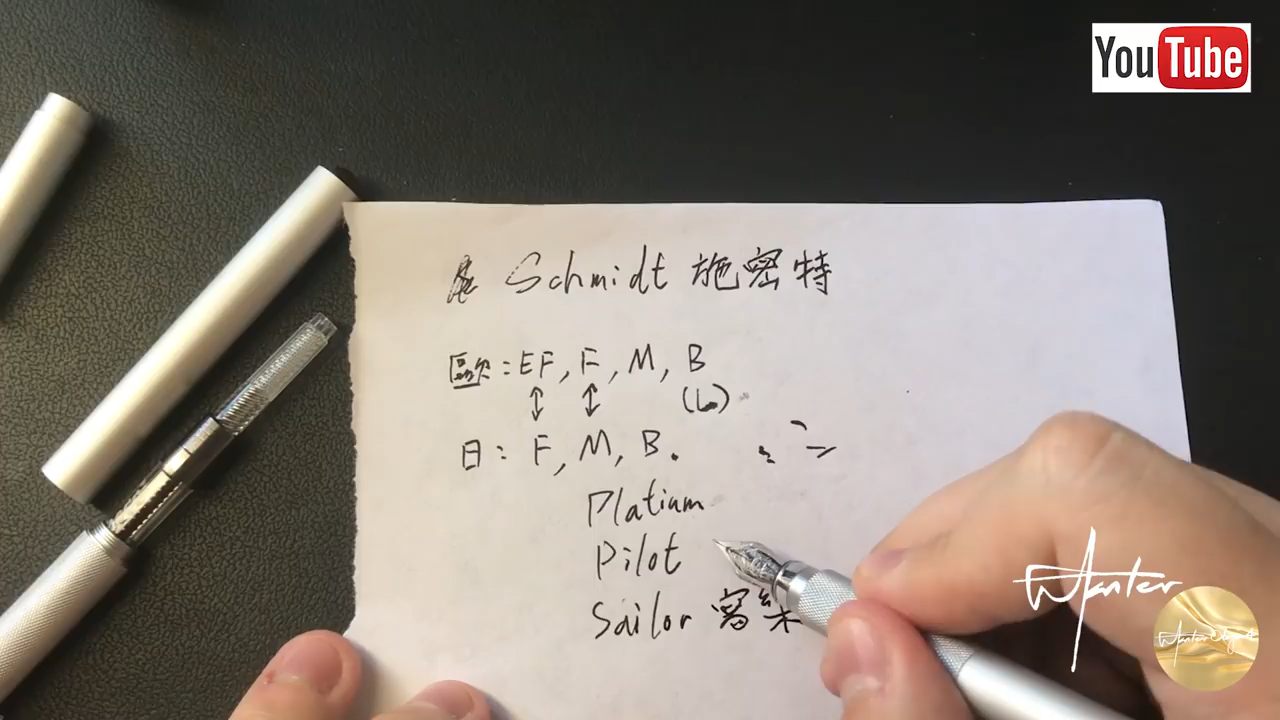 YouTube
Schmidt 施密特
歐：EF, F, M, B
(b)
日：F, M, B.
Platium
Pilot
Sailor 寫樂